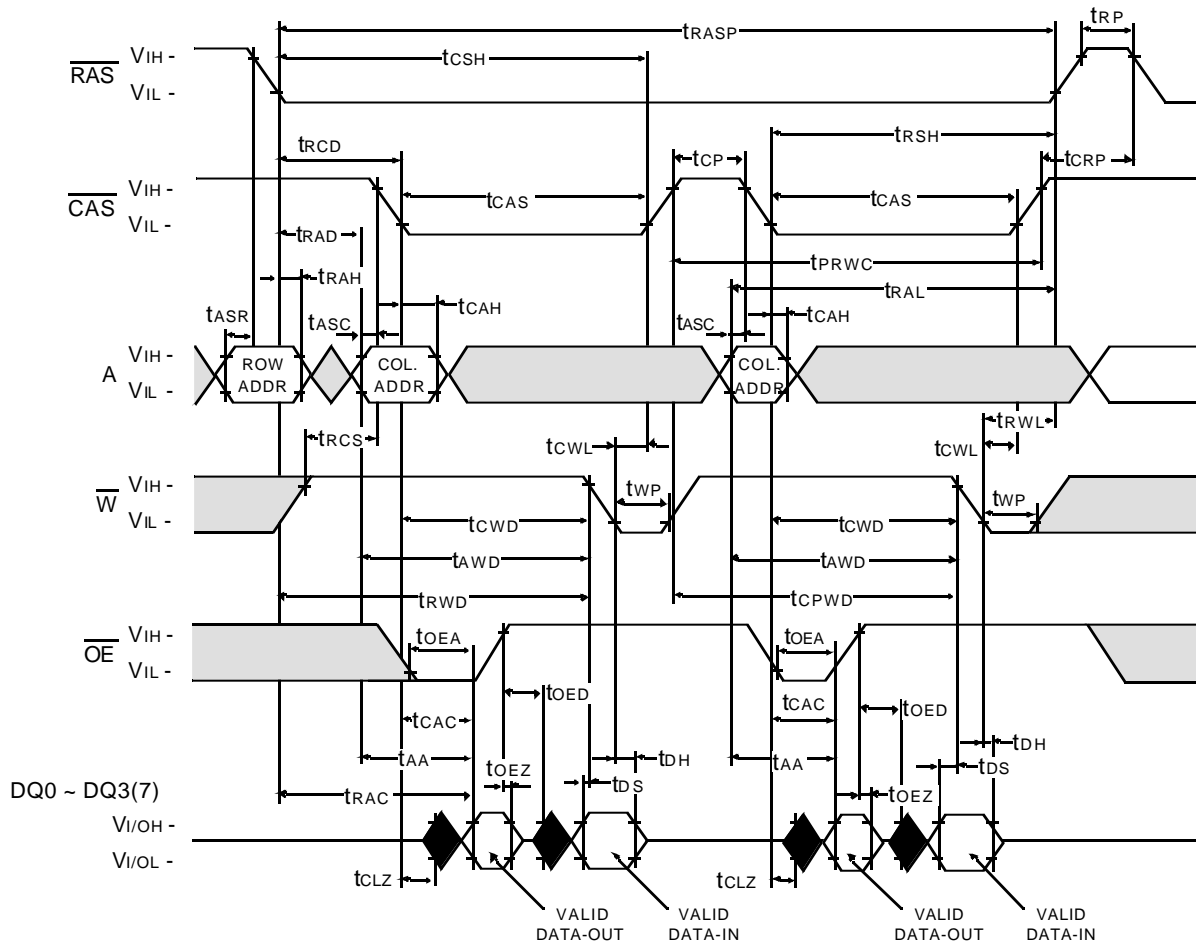 tRP
tRASP
VIH -
tCSH
RAS
VIL -
tRSH
tRCD
tCP
tCRP
VIH -
CAS
tCAS
tCAS
VIL -
tRAD
tPRWC
tRAH
tRAL
tASR
tCAH
tASC
tASC
tCAH
VIH -
A
ROW
ADDR
COL.
ADDR
COL.
ADDR
VIL -
tRWL
tRCS
tCWL
tCWL
VIH -
W
tWP
tWP
VIL -
tCWD
tCWD
tAWD
tAWD
tRWD
tCPWD
VIH -
OE
tOEA
tOEA
VIL -
tOED
tOED
tCAC
tCAC
tAA
tDH
tAA
tDH
tOEZ
tDS
tOEZ
tDS
DQ0 ~ DQ3(7)
tRAC
VI/OH -
VI/OL -
tCLZ
tCLZ
VALID
DATA-OUT
VALID
DATA-IN
VALID
DATA-OUT
VALID
DATA-IN